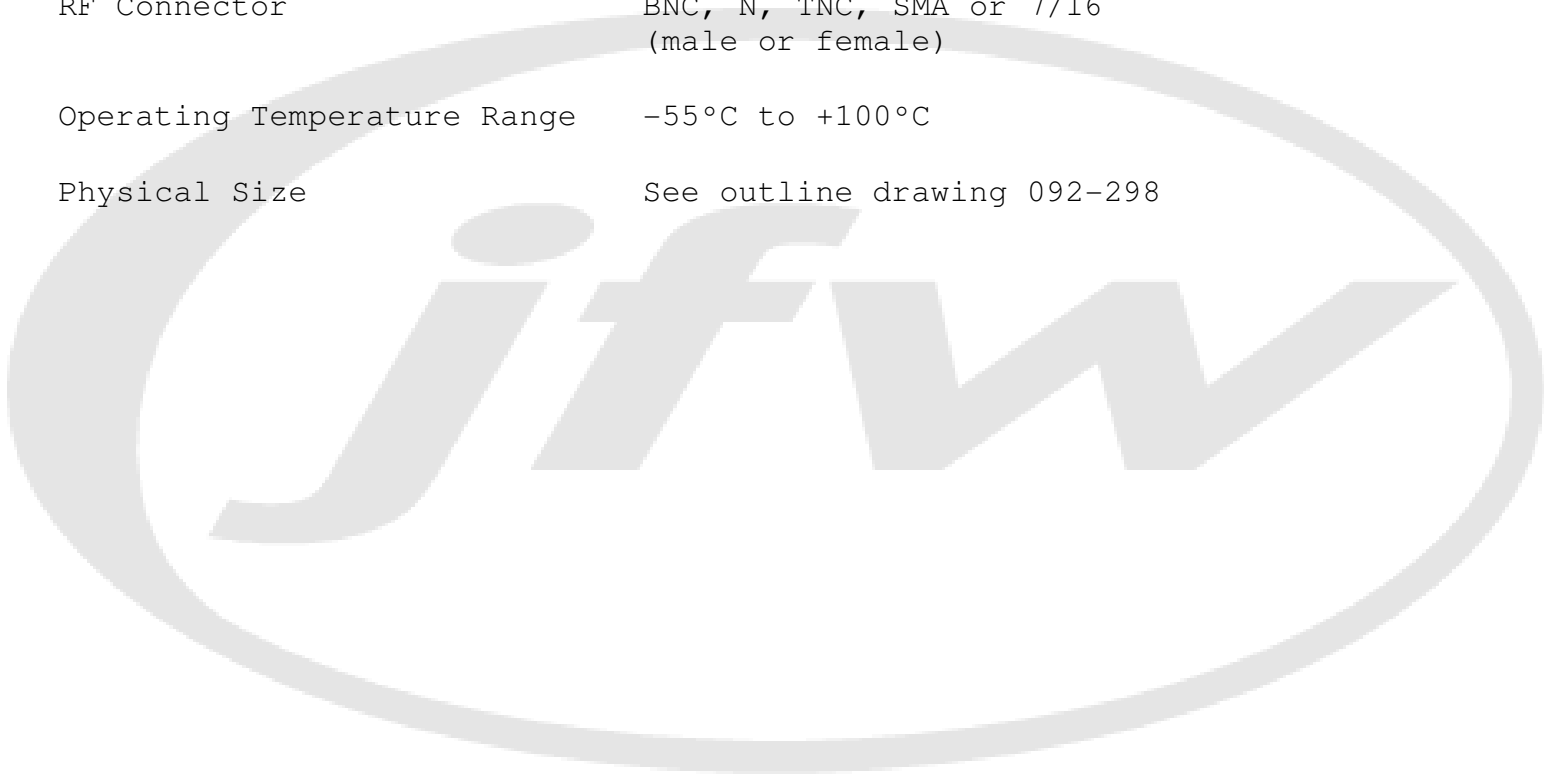 RF Connector BNC, N, TNC, SMA or 7/16
(male or female)
Operating Temperature Range -55°C to +100°C
Physical Size See outline drawing 092-298
jfw